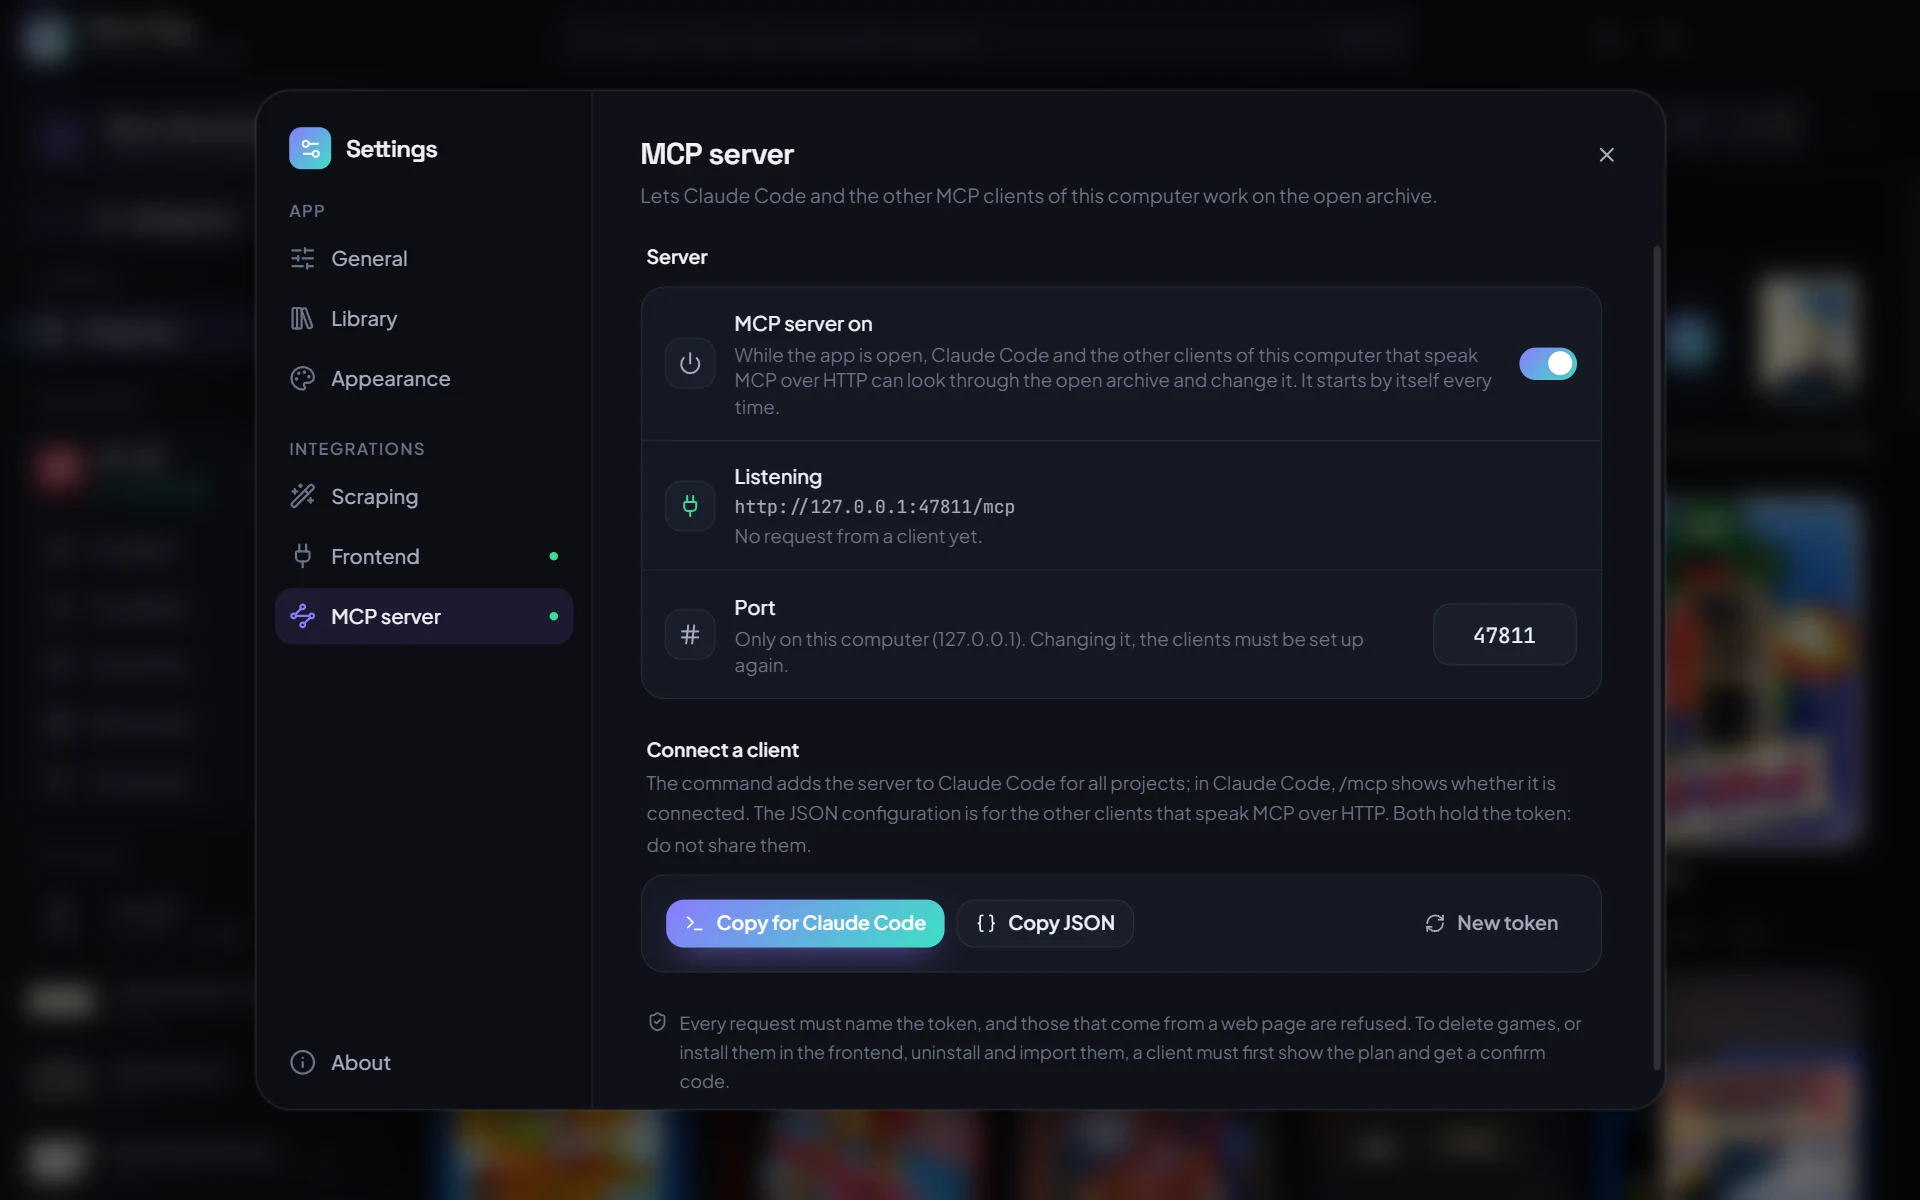 Settings
APP
General
Library
Appearance
INTEGRATIONS
Scraping
Frontend
MCP server
About
MCP server
Lets Claude Code and the other MCP clients of this computer work on the open archive.
Server
MCP server on
While the app is open, Claude Code and the other clients of this computer that speak
MCP over HTTP can look through the open archive and change it. It starts by itself every
time.
Listening
http://127.0.0.1:47811/mcp
No request from a client yet.
Port
Only on this computer (127.0.0.1). Changing it, the clients must be set up
again.
47811
Connect a client
The command adds the server to Claude Code for all projects; in Claude Code, /mcp shows whether it is
connected. The JSON configuration is for the other clients that speak MCP over HTTP. Both hold the token:
do not share them.
Copy for Claude Code
Copy JSON
New token
Every request must name the token, and those that come from a web page are refused. To delete games, or
install them in the frontend, uninstall and import them, a client must first show the plan and get a confirm
code.